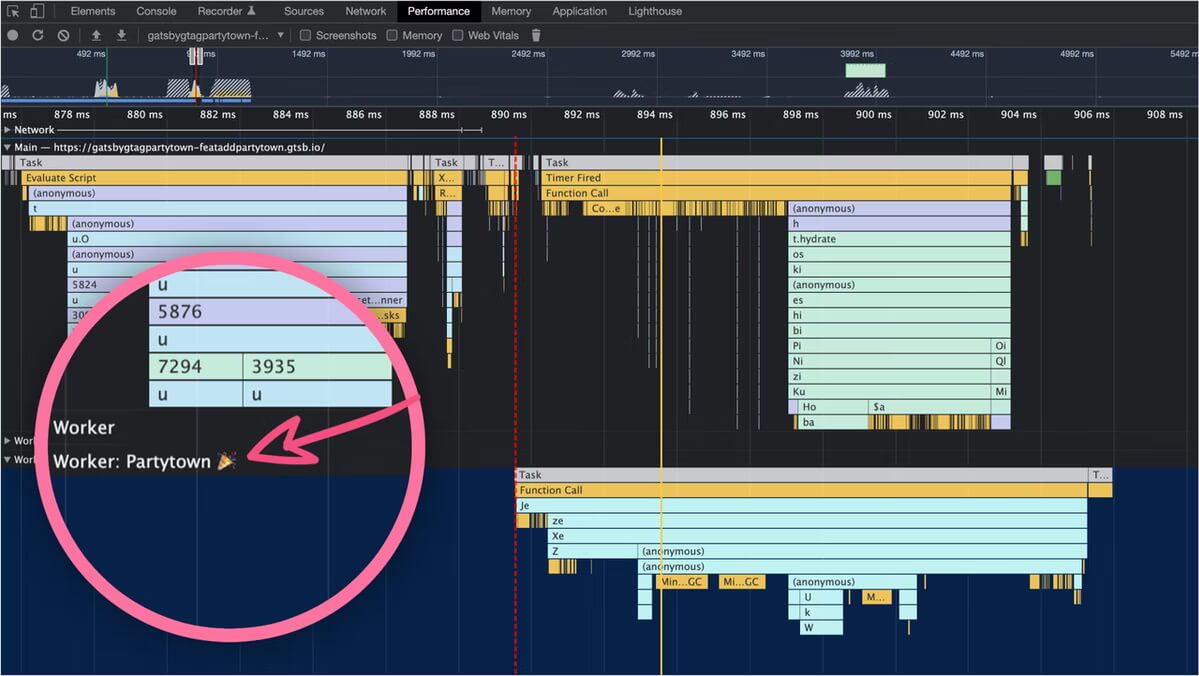 Elements Console Recorder Sources Network Performance Memory Application Lighthouse
gatsbygtagpartytown-f... Screenshots Memory Web Vitals
492 ms 1492 ms 1992 ms 2492 ms 2992 ms 3492 ms 3992 ms 4492 ms 4992 ms 5492
ms 878 ms 880 ms 882 ms 884 ms 886 ms 888 ms 890 ms 892 ms 894 ms 896 ms 898 ms 900 ms 902 ms 904 ms 906 ms 908 ms
Network
Main — https://gatsbygtagpartytown-feataddpartytown.gtsb.io/
Task Task T... Task
Evaluate Script X... Timer Fired
(anonymous) R... Function Call
t Co...e (anonymous)
(anonymous) h
u.O t.hydrate
(anonymous) os
u ki
5824 (anonymous)
u et...nner es
...sks hi
bi
Pi Oi
Ni Ql
zi
Ku Mi
Ho $a
ba
u
5876
u
7294 3935
u u
Worker
Worker: Partytown 🎉
Task T...
Function Call
Je
ze
Xe
Z (anonymous)
(anonymous)
Min...GC Mi...GC (anonymous)
U M...
k
W